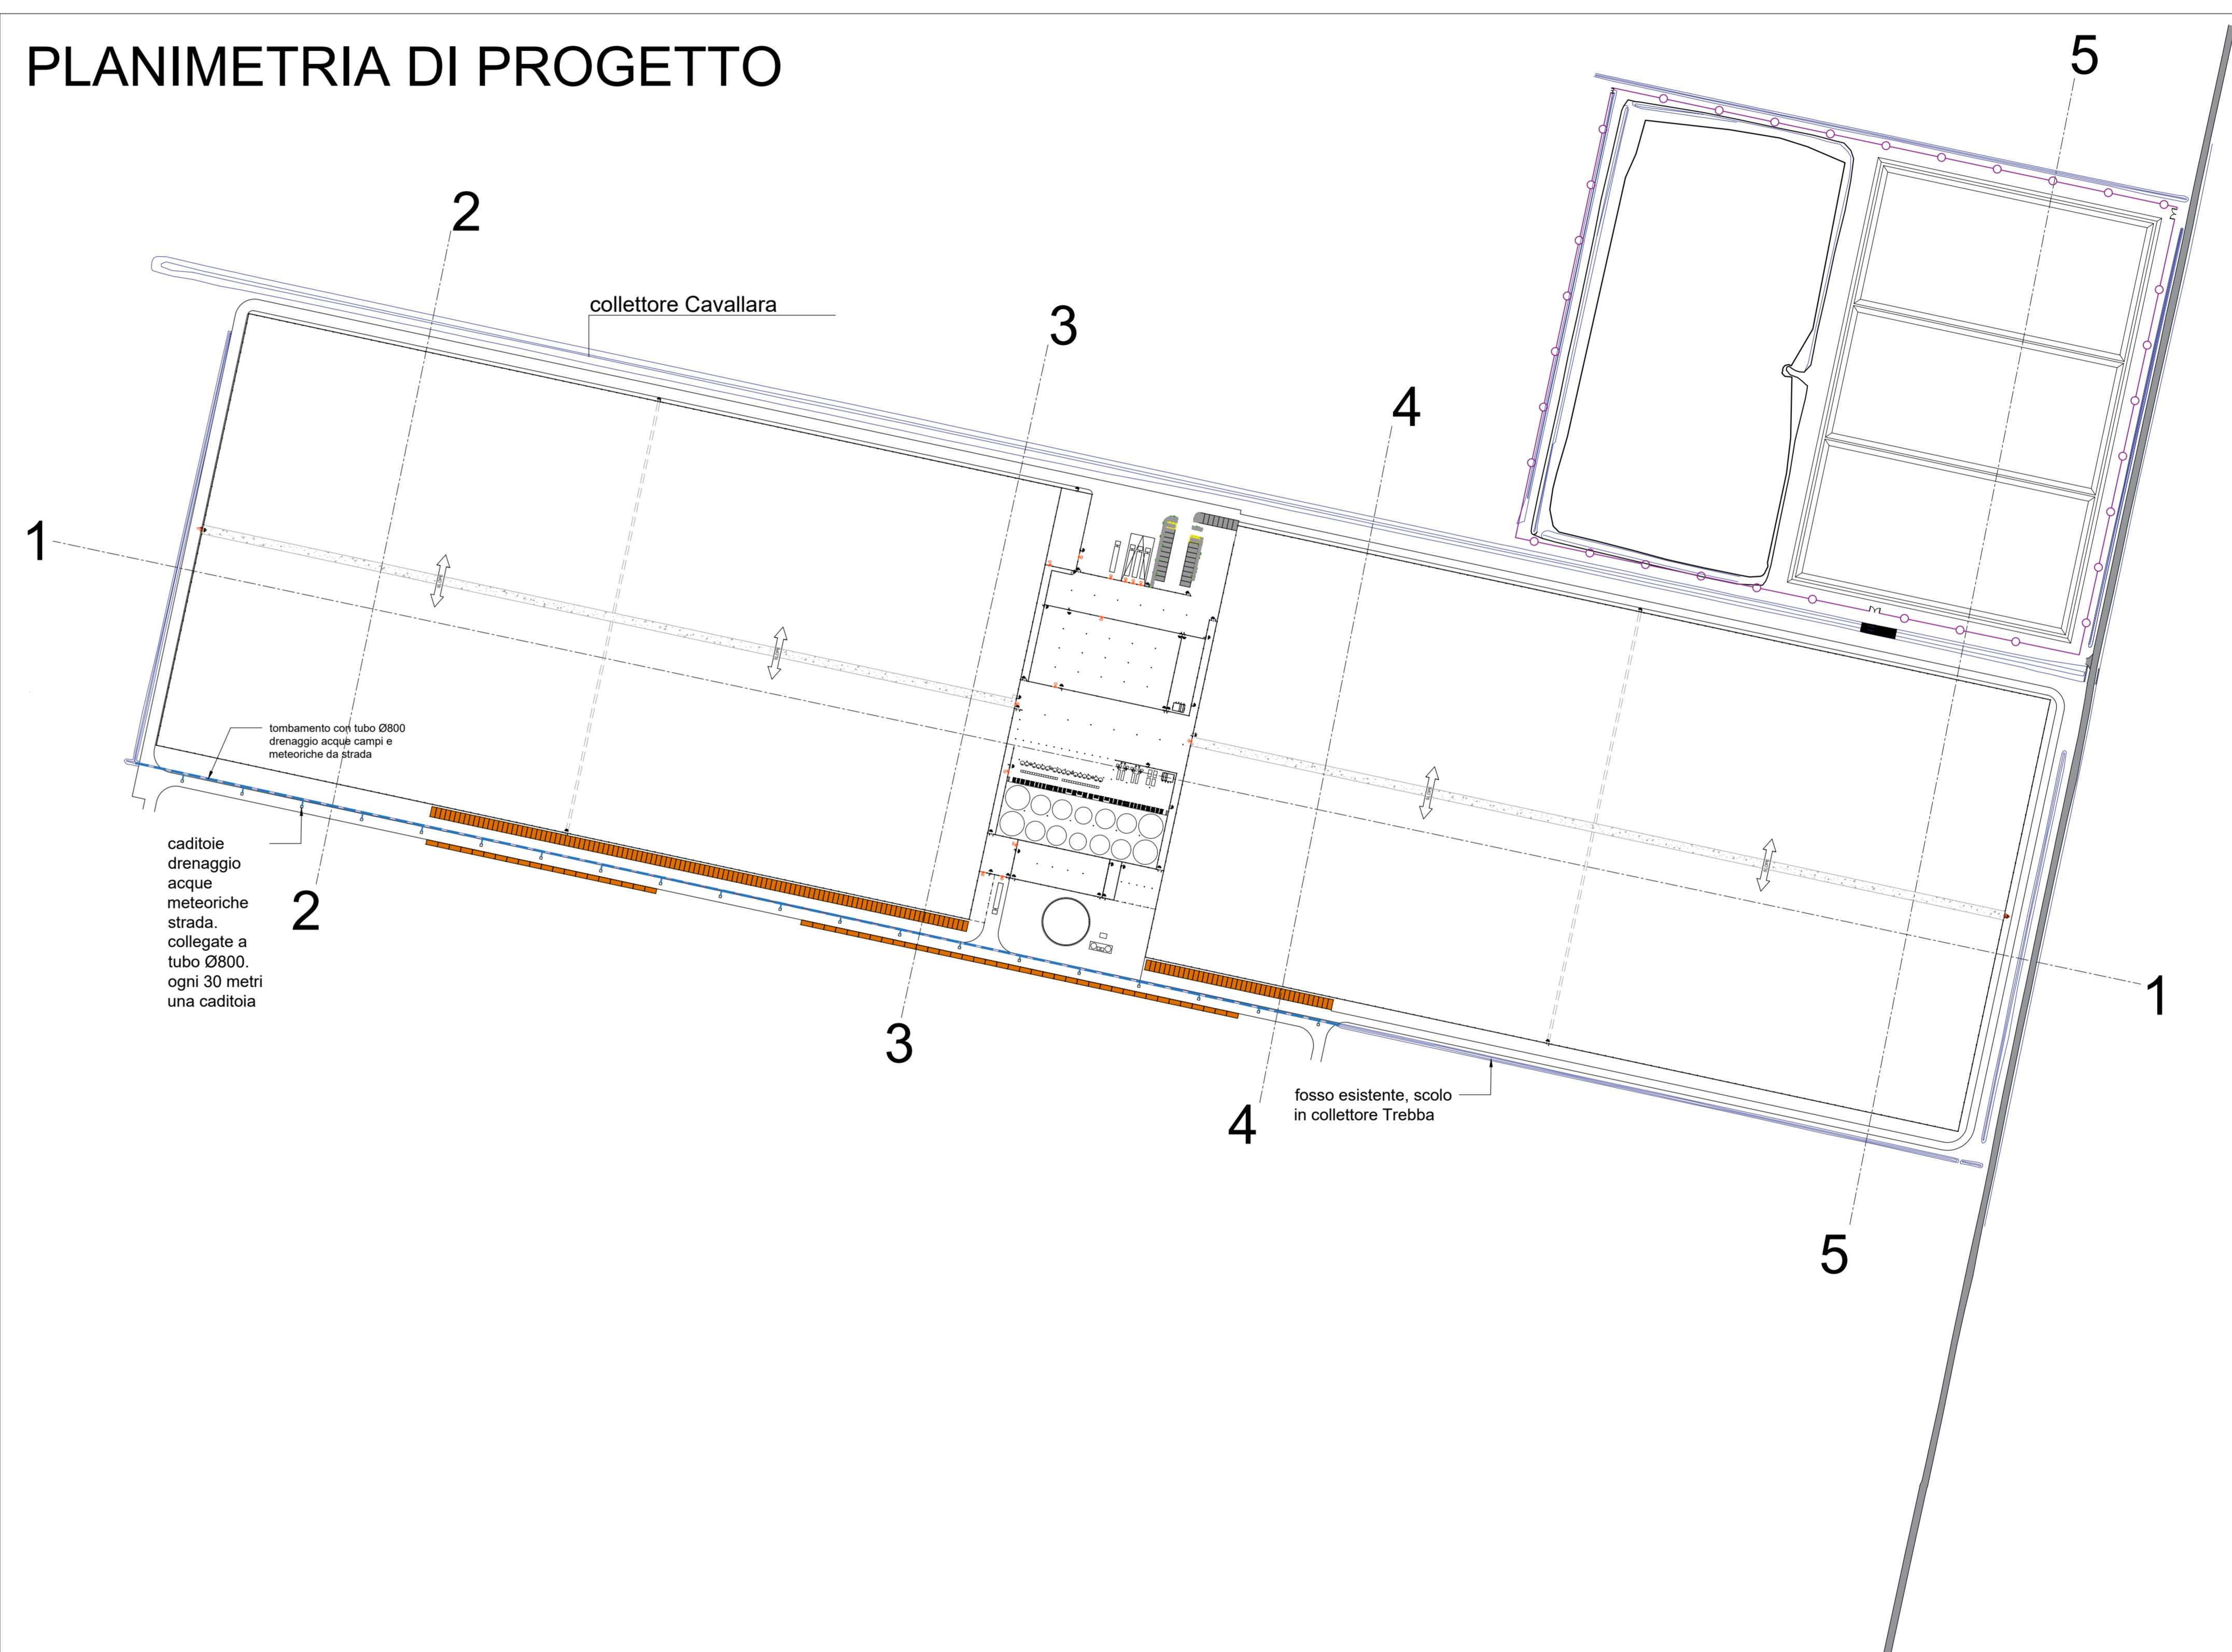 PLANIMETRIA DI PROGETTO
5
2
collettore Cavallara
3
4
1
tombamento con tubo Ø800
drenaggio acque campi e
meteoriche da strada
caditoie
drenaggio
acque
meteoriche
strada.
collegate a
tubo Ø800.
ogni 30 metri
una caditoia
2
3
1
fosso esistente, scolo
in collettore Trebba
4
5